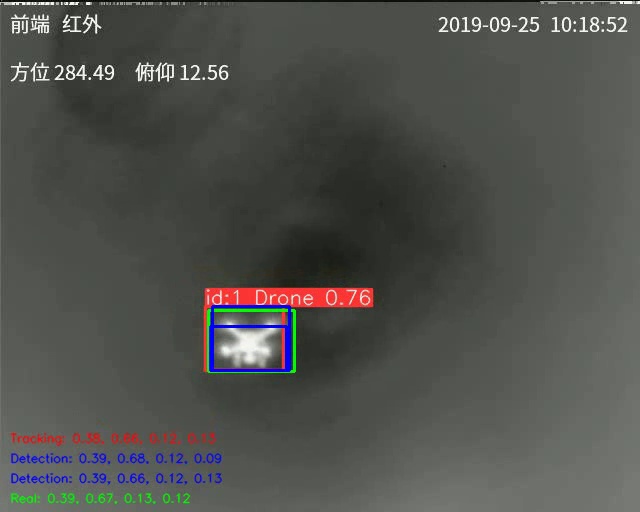 前端 红外 2019-09-25 10:18:52
方位 284.49 俯仰 12.56
id:1 Drone 0.76
Tracking: 0.38, 0.66, 0.12, 0.13
Detection: 0.39, 0.68, 0.12, 0.09
Detection: 0.39, 0.66, 0.12, 0.13
Real: 0.39, 0.67, 0.13, 0.12